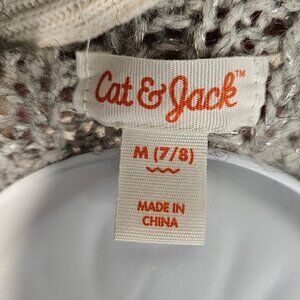 Cat & Jack™
M (7/8)
MADE IN
CHINA